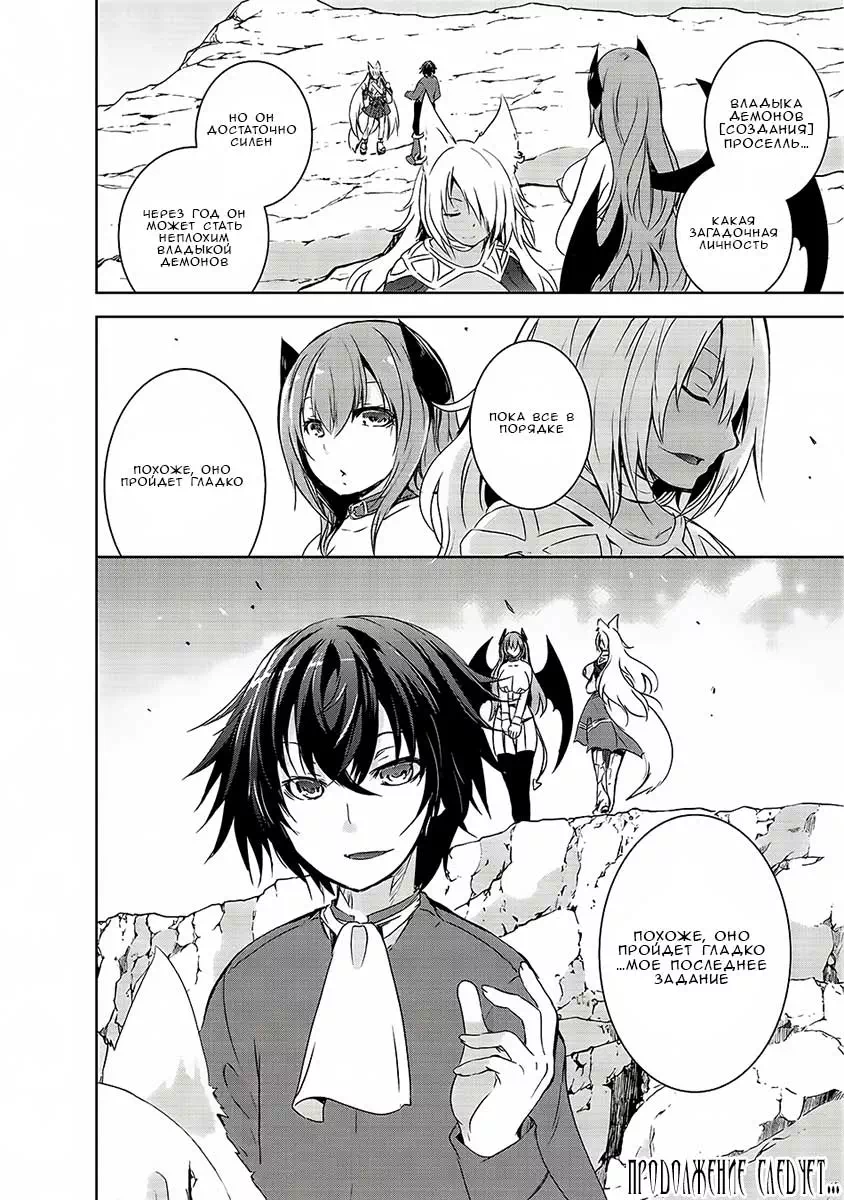 ВЛАДЫКА
ДЕМОНОВ
[СОЗДАНИЯ]
ПРОСЕЛЛЬ...
КАКАЯ
ЗАГАДОЧНАЯ
ЛИЧНОСТЬ
НО ОН
ДОСТАТОЧНО
СИЛЕН
ЧЕРЕЗ ГОД ОН
МОЖЕТ СТАТЬ
НЕПЛОХИМ
ВЛАДЫКОЙ
ДЕМОНОВ
ПОКА ВСЕ В
ПОРЯДКЕ
ПОХОЖЕ, ОНО
ПРОЙДЕТ ГЛАДКО
ПОХОЖЕ, ОНО
ПРОЙДЕТ ГЛАДКО
...МОЕ ПОСЛЕДНЕЕ
ЗАДАНИЕ
ПРОДОЛЖЕНИЕ СЛЕДУЕТ...